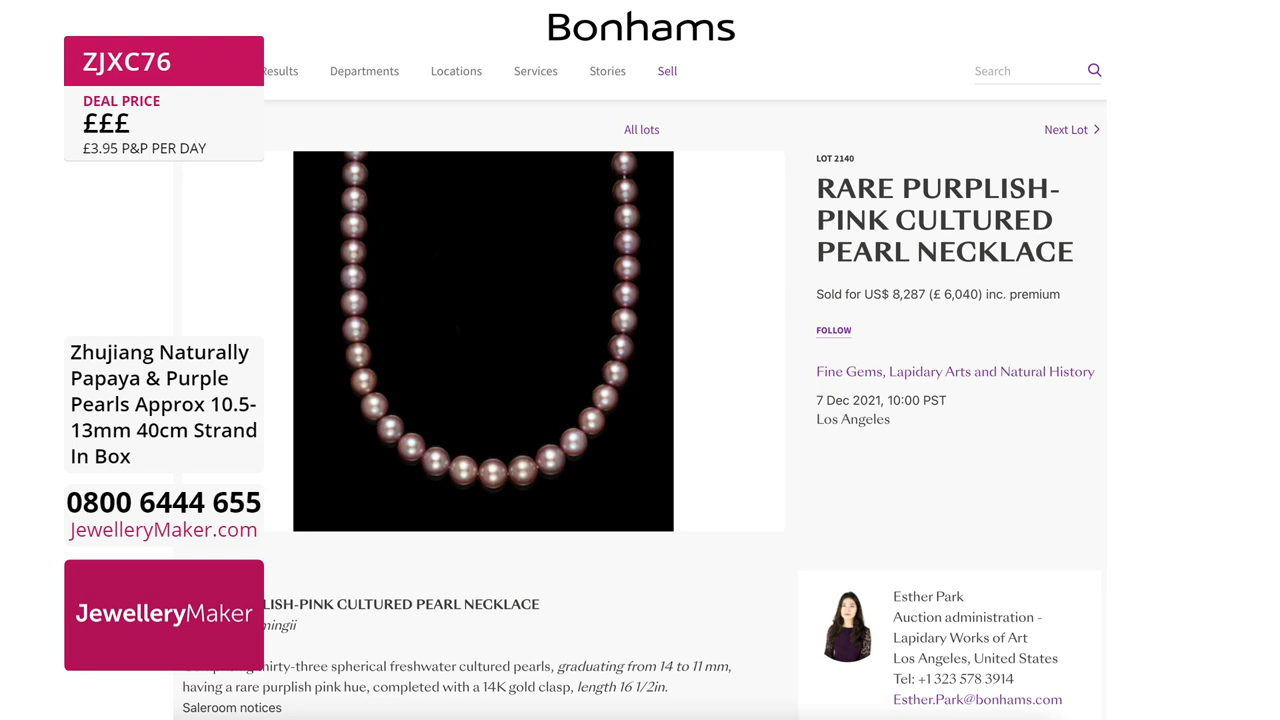 Bonhams
ZJXC76
Results Departments Locations Services Stories Sell
Search
DEAL PRICE
£££
£3.95 P&P PER DAY
All lots
Next Lot
LOT 2140
RARE PURPLISH-
PINK CULTURED
PEARL NECKLACE
Sold for US$ 8,287 (£ 6,040) inc. premium
FOLLOW
Fine Gems, Lapidary Arts and Natural History
7 Dec 2021, 10:00 PST
Los Angeles
Zhujiang Naturally
Papaya & Purple
Pearls Approx 10.5-
13mm 40cm Strand
In Box
0800 6444 655
JewelleryMaker.com
JewelleryMaker
LISH-PINK CULTURED PEARL NECKLACE
mingii
hirty-three spherical freshwater cultured pearls, graduating from 14 to 11 mm,
having a rare purplish pink hue, completed with a 14K gold clasp, length 16 1/2in.
Saleroom notices
Esther Park
Auction administration -
Lapidary Works of Art
Los Angeles, United States
Tel: +1 323 578 3914
Esther.Park@bonhams.com